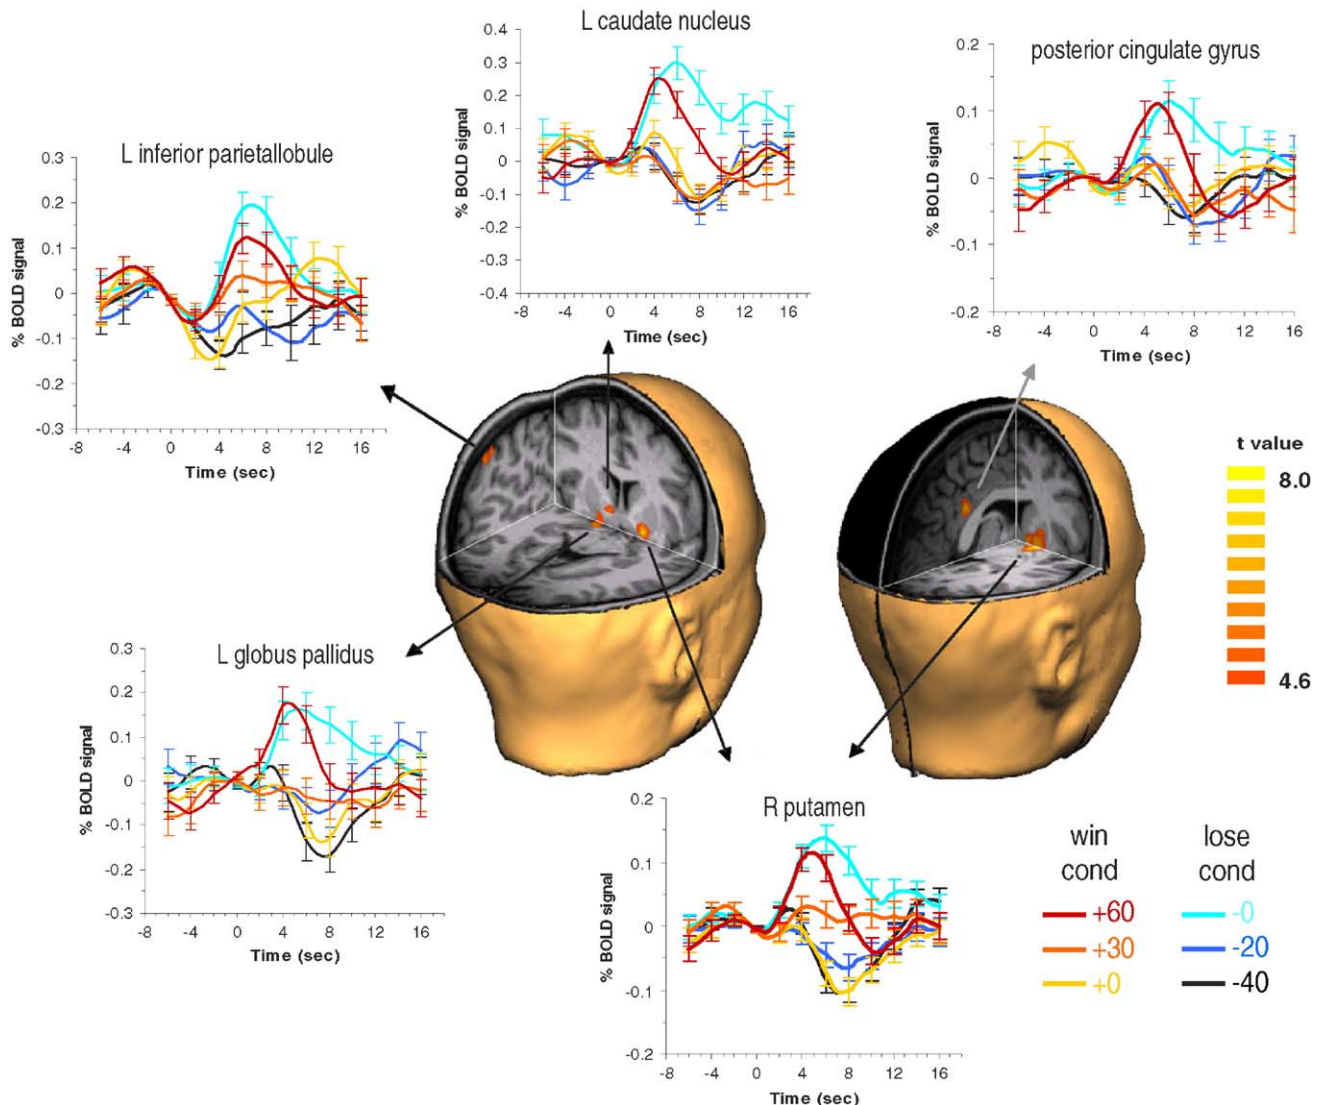 L caudate nucleus
0.4
0.3
0.2
0.1
0
-0.1
-0.2
-0.3
-0.4
% BOLD signal
-8 -4 0 4 8 12 16
Time (sec)
posterior cingulate gyrus
0.2
0.1
0
-0.1
-0.2
% BOLD signal
-8 -4 0 4 8 12 16
Time (sec)
L inferior parietallobule
0.3
0.2
0.1
0
-0.1
-0.2
-0.3
% BOLD signal
-8 -4 0 4 8 12 16
Time (sec)
t value
8.0
4.6
L globus pallidus
0.3
0.2
0.1
0
-0.1
-0.2
-0.3
% BOLD signal
-8 -4 0 4 8 12 16
Time (sec)
R putamen
0.2
0.1
0
-0.1
-0.2
% BOLD signal
-8 -4 0 4 8 12 16
Time (sec)
win lose
cond cond
+60 -0
+30 -20
+0 -40